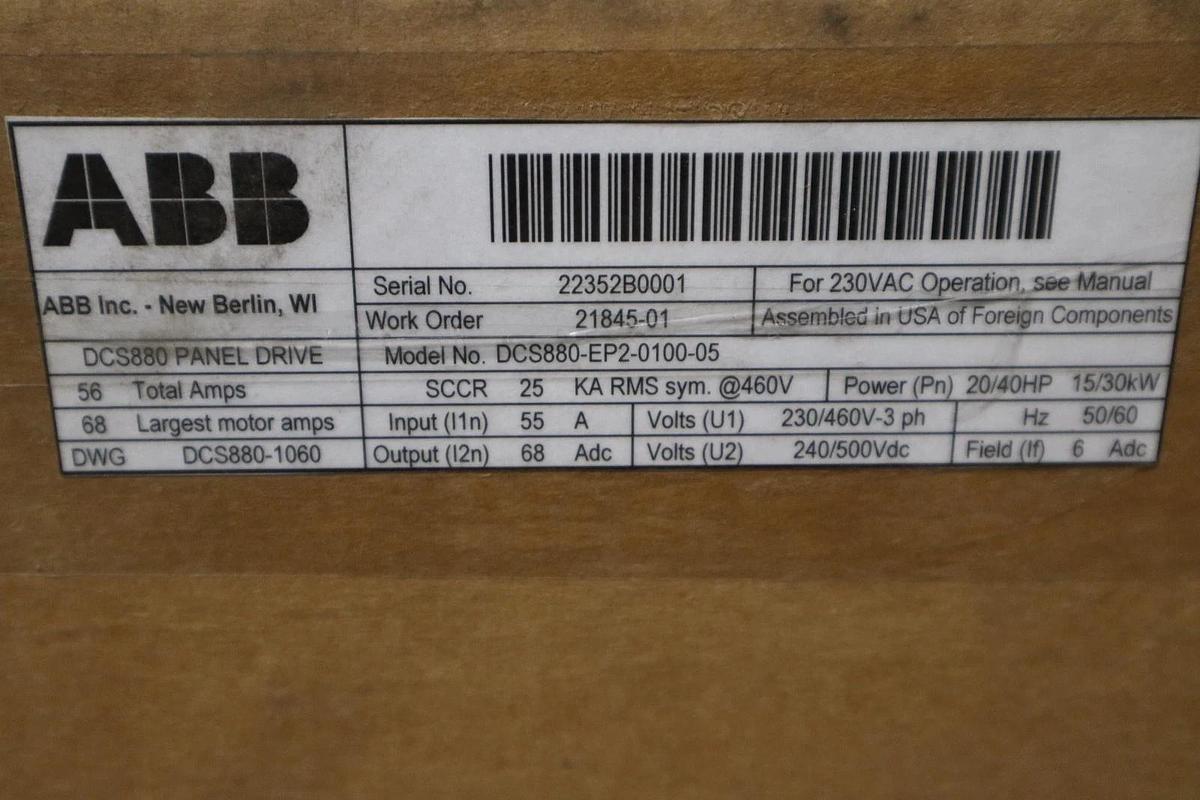 ABB
Serial No. 22352B0001 For 230VAC Operation, see Manual
ABB Inc. - New Berlin, WI
Work Order 21845-01 Assembled in USA of Foreign Components
DCS880 PANEL DRIVE Model No. DCS880-EP2-0100-05
56 Total Amps SCCR 25 KA RMS sym. @460V Power (Pn) 20/40HP 15/30kW
68 Largest motor amps Input (I1n) 55 A Volts (U1) 230/460V-3 ph Hz 50/60
DWG DCS880-1060 Output (I2n) 68 Adc Volts (U2) 240/500Vdc Field (If) 6 Adc